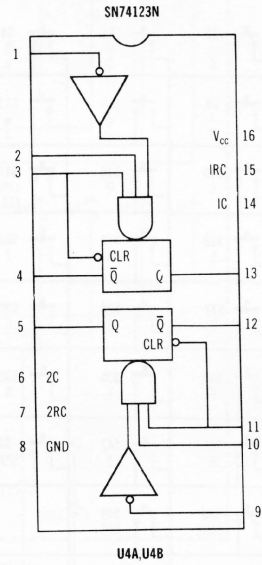 SN74123N
1
2
3
4
5
6 2C
7 2RC
8 GND
V_CC 16
IRC 15
IC 14
13
12
11
10
9
CLR
Q̅ Q
Q Q̅
CLR
U4A,U4B